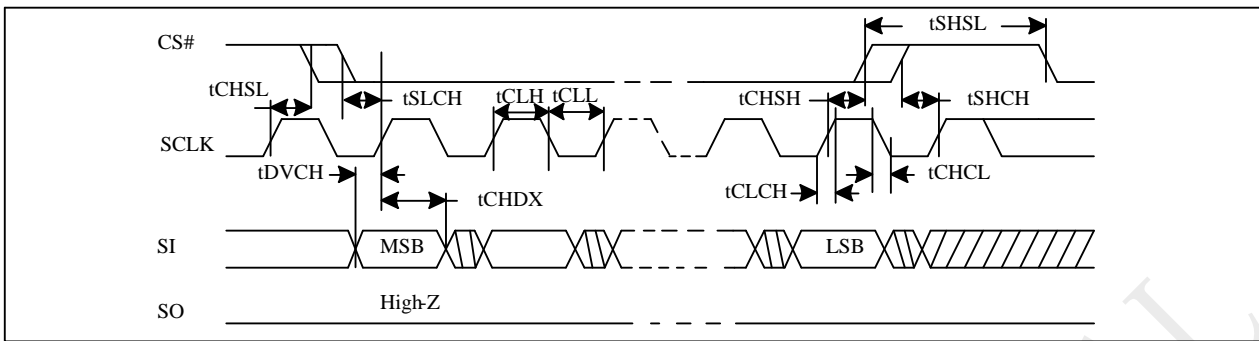 tSHSL
CS#
tCHSL
tSLCH
tCLH
tCLL
tCHSH
tSHCH
SCLK
tDVCH
tCHDX
tCLCH
tCHCL
SI
MSB
LSB
SO
High-Z